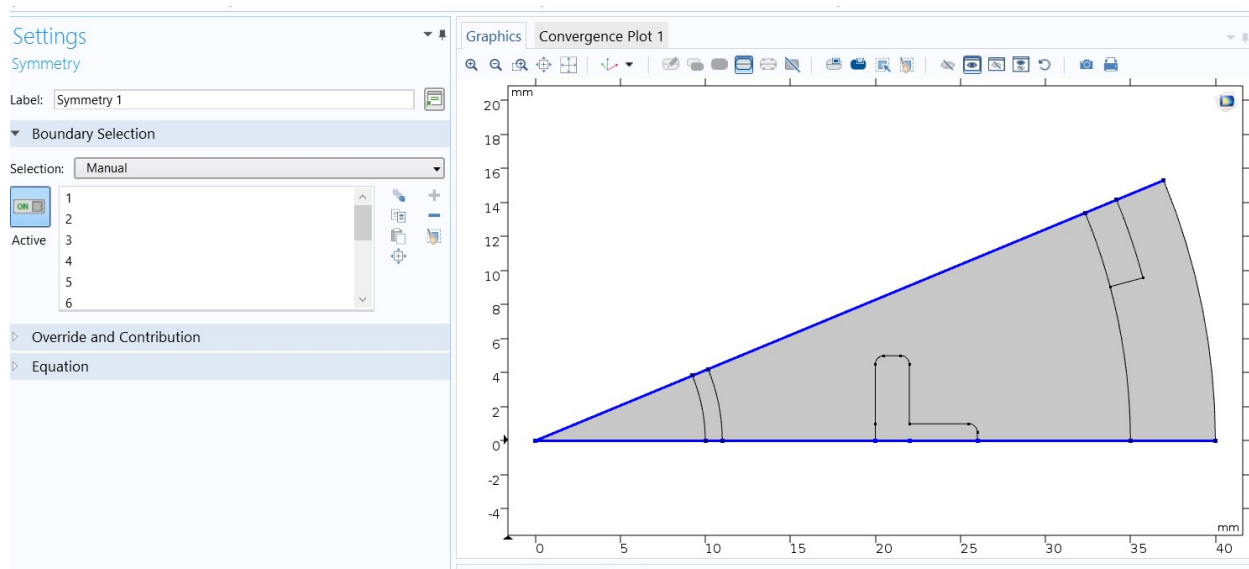 Settings
Symmetry
Label: Symmetry 1
Boundary Selection
Selection: Manual
ON
Active
1
2
3
4
5
6
Override and Contribution
Equation
Graphics Convergence Plot 1
mm
20
18
16
14
12
10
8
6
4
2
0
-2
-4
mm
0 5 10 15 20 25 30 35 40